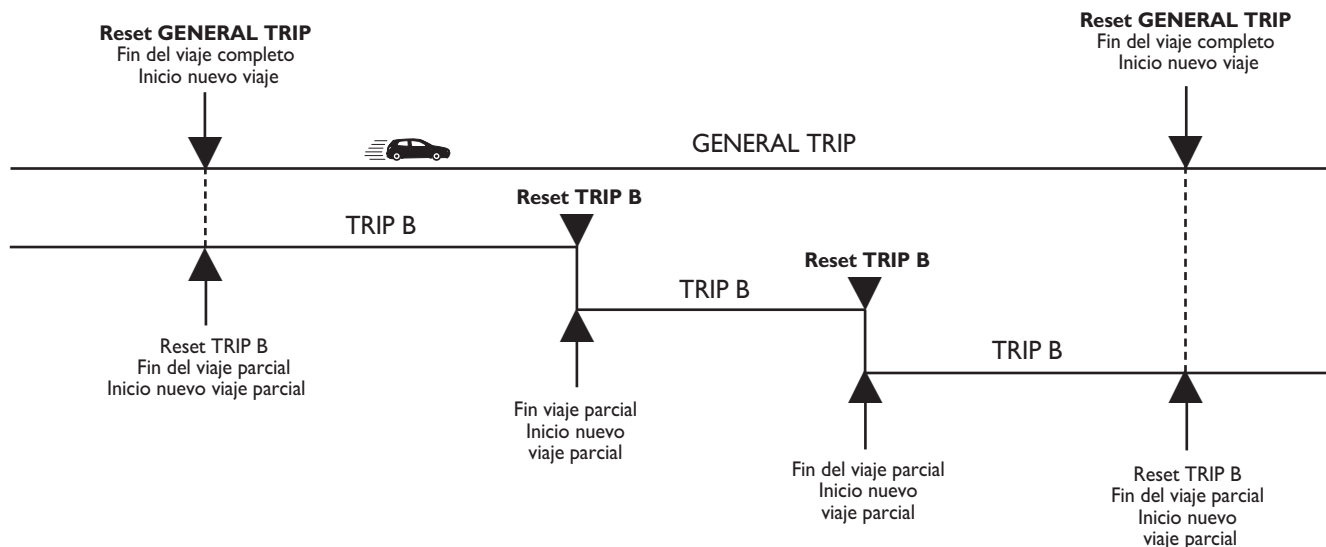 Reset GENERAL TRIP
Fin del viaje completo
Inicio nuevo viaje
Reset GENERAL TRIP
Fin del viaje completo
Inicio nuevo viaje
GENERAL TRIP
Reset TRIP B
TRIP B
Reset TRIP B
TRIP B
TRIP B
Reset TRIP B
Fin del viaje parcial
Inicio nuevo viaje parcial
Fin viaje parcial
Inicio nuevo
viaje parcial
Fin del viaje parcial
Inicio nuevo
viaje parcial
Reset TRIP B
Fin del viaje parcial
Inicio nuevo
viaje parcial